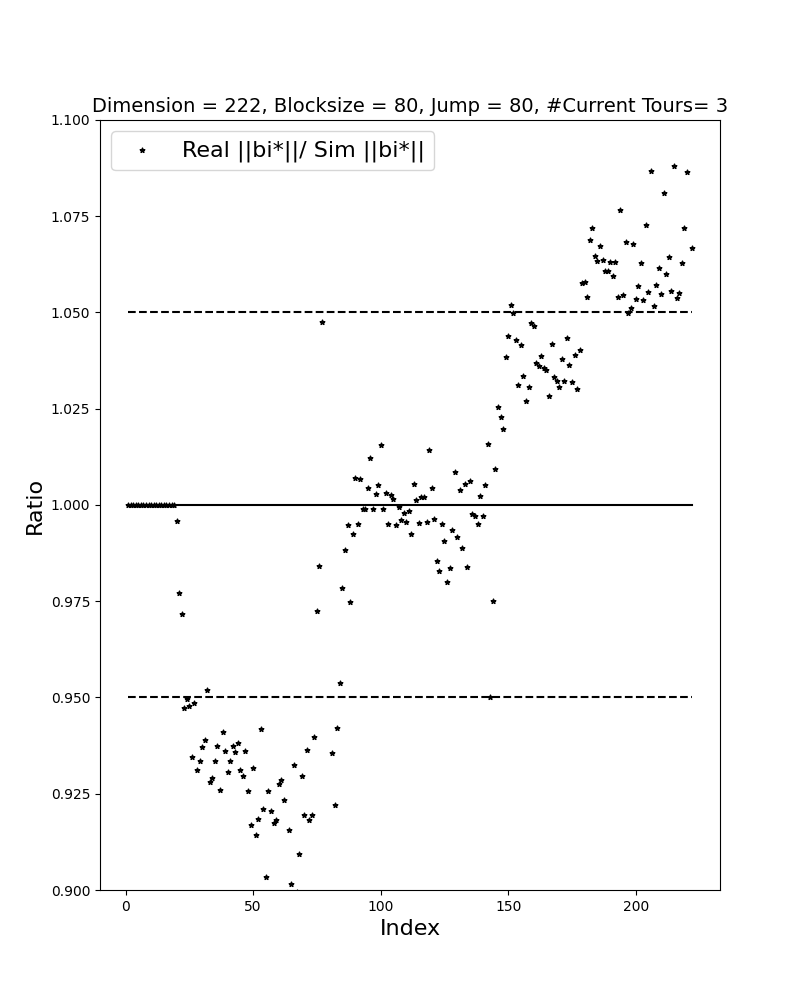 Dimension = 222, Blocksize = 80, Jump = 80, #Current Tours= 3
Real ||bi*||/ Sim ||bi*||
1.100
1.075
1.050
1.025
1.000
0.975
0.950
0.925
0.900
Ratio
0 50 100 150 200
Index